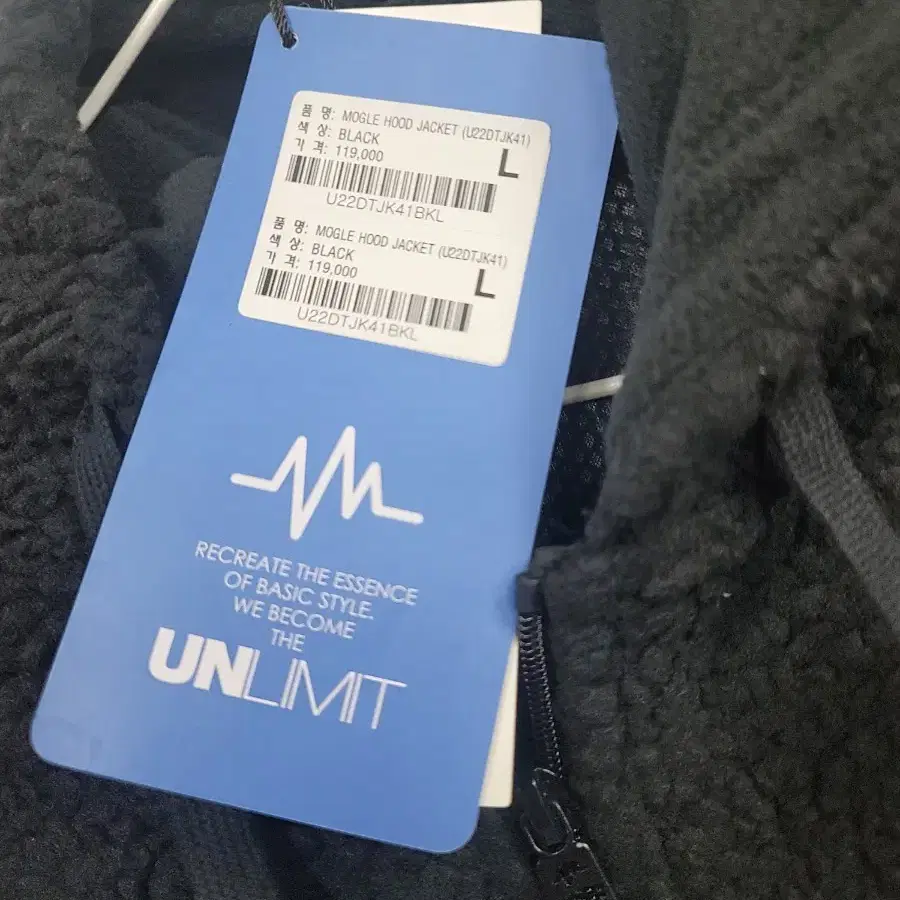 품 명: MOGLE HOOD JACKET (U22DTJK41)
색 상: BLACK
가 격: 119,000
L
U22DTJK41BKL
품 명: MOGLE HOOD JACKET (U22DTJK41)
색 상: BLACK
가 격: 119,000
L
U22DTJK41BKL
RECREATE THE ESSENCE
OF BASIC STYLE.
WE BECOME
THE
UNLIMIT